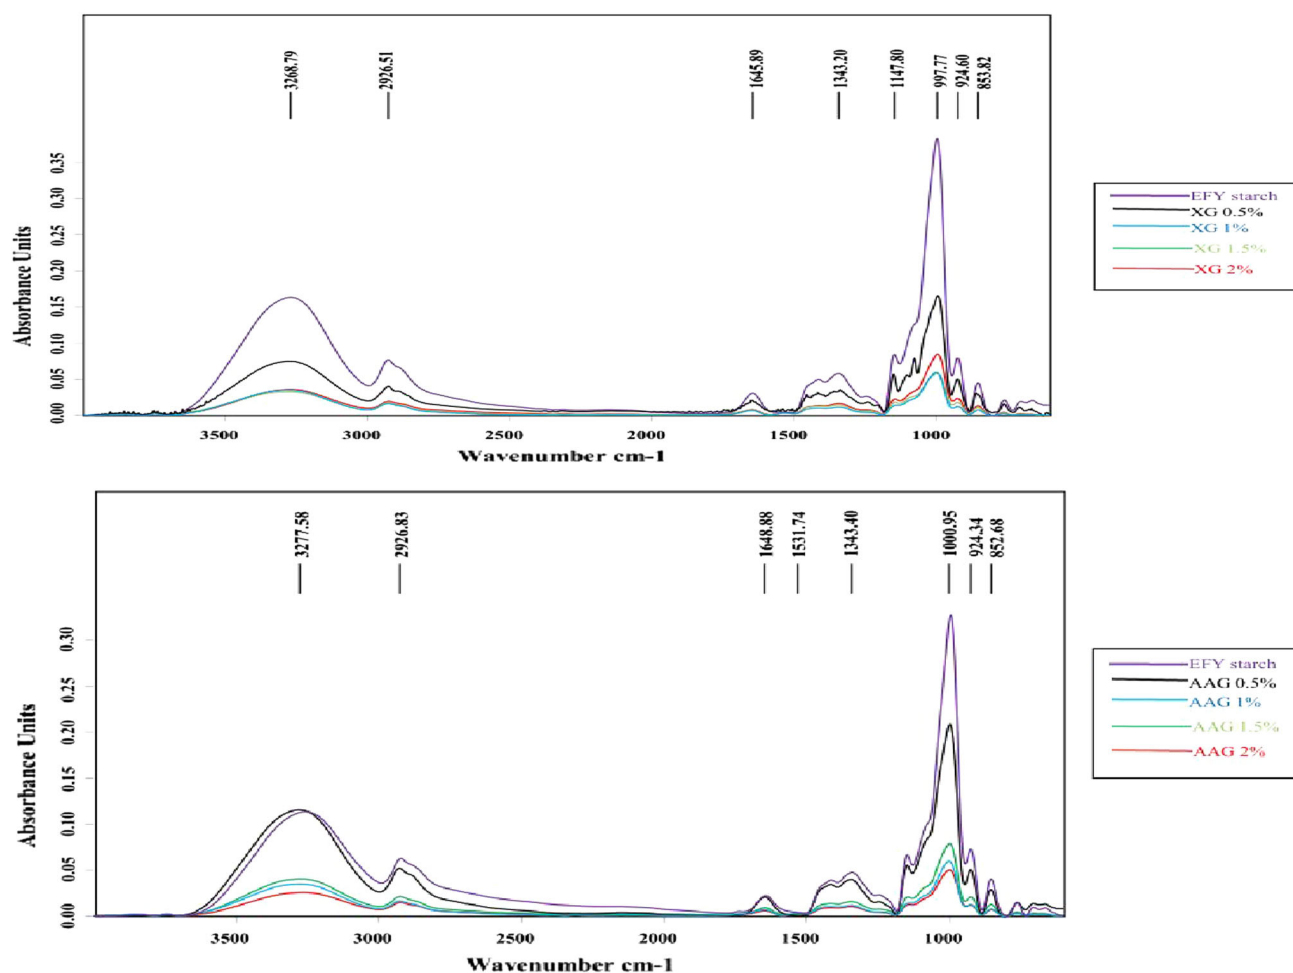 3268.79 2926.51 1645.89 1343.20 1147.80 997.77 924.60 853.82
Absorbance Units
0.35
0.30
0.25
0.20
0.15
0.10
0.05
0.00
3500 3000 2500 2000 1500 1000
Wavenumber cm-1
EFY starch
XG 0.5%
XG 1%
XG 1.5%
XG 2%
3277.58 2926.83 1648.88 1531.74 1343.40 1000.95 924.34 852.68
Absorbance Units
0.30
0.25
0.20
0.15
0.10
0.05
0.00
3500 3000 2500 2000 1500 1000
Wavenumber cm-1
EFY starch
AAG 0.5%
AAG 1%
AAG 1.5%
AAG 2%